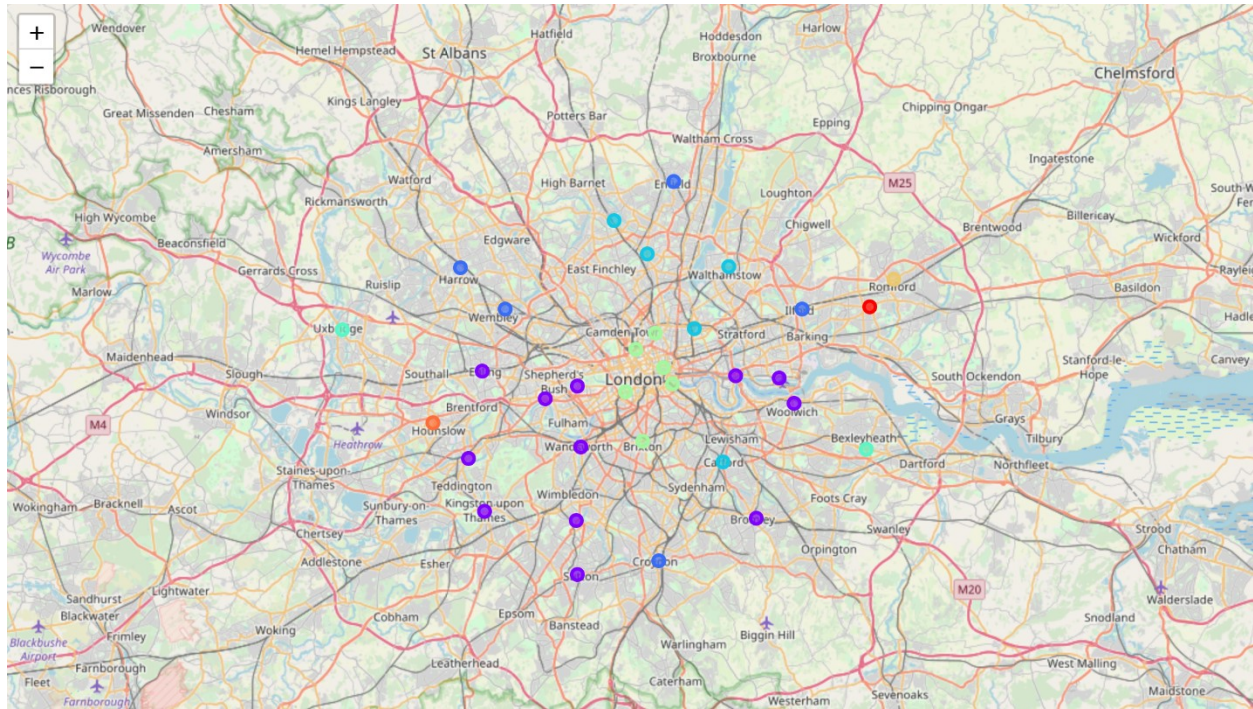 +
−
Wendover
Hemel Hempstead
St Albans
Hatfield
Hoddesdon
Broxbourne
Harlow
Chelmsford
nces Risborough
Great Missenden
Chesham
Kings Langley
Potters Bar
Waltham Cross
Epping
Chipping Ongar
Amersham
Watford
High Barnet
Enfield
Loughton
M25
Ingatestone
High Wycombe
Rickmansworth
Chigwell
Brentwood
Billericay
South W
Fer
B
Wycombe
Air Park
Beaconsfield
Edgware
Wickford
Gerrards Cross
Ruislip
Harrow
East Finchley
Walthamstow
Romford
Basildon
Raylei
Marlow
Uxbridge
Wembley
Camden Tow
Stratford
Ilford
Barking
Hadle
Maidenhead
Slough
Southall
Ealing
Shepherd's
Bush
London
South Ockendon
Stanford-le-
Hope
Canvey
Windsor
M4
Heathrow
Brentford
Hounslow
Fulham
Woolwich
Grays
Tilbury
Wandsworth
Brixton
Lewisham
Catford
Bexleyheath
Dartford
Northfleet
Staines-upon-
Thames
Teddington
Wokingham
Bracknell
Ascot
Sunbury-on-
Thames
Kingston upon
Thames
Wimbledon
Sydenham
Foots Cray
Chertsey
Bromley
Swanley
Strood
Chatham
Addlestone
Esher
Sutton
Croydon
Orpington
Sandhurst
Blackwater
Lightwater
Cobham
Epsom
Banstead
M20
Walderslade
Snodland
Blackbushe
Airport
Frimley
Woking
Biggin Hill
Warlingham
Farnborough
Fleet
Leatherhead
Caterham
West Malling
Farnborough
Westerham
Sevenoaks
Maidstone